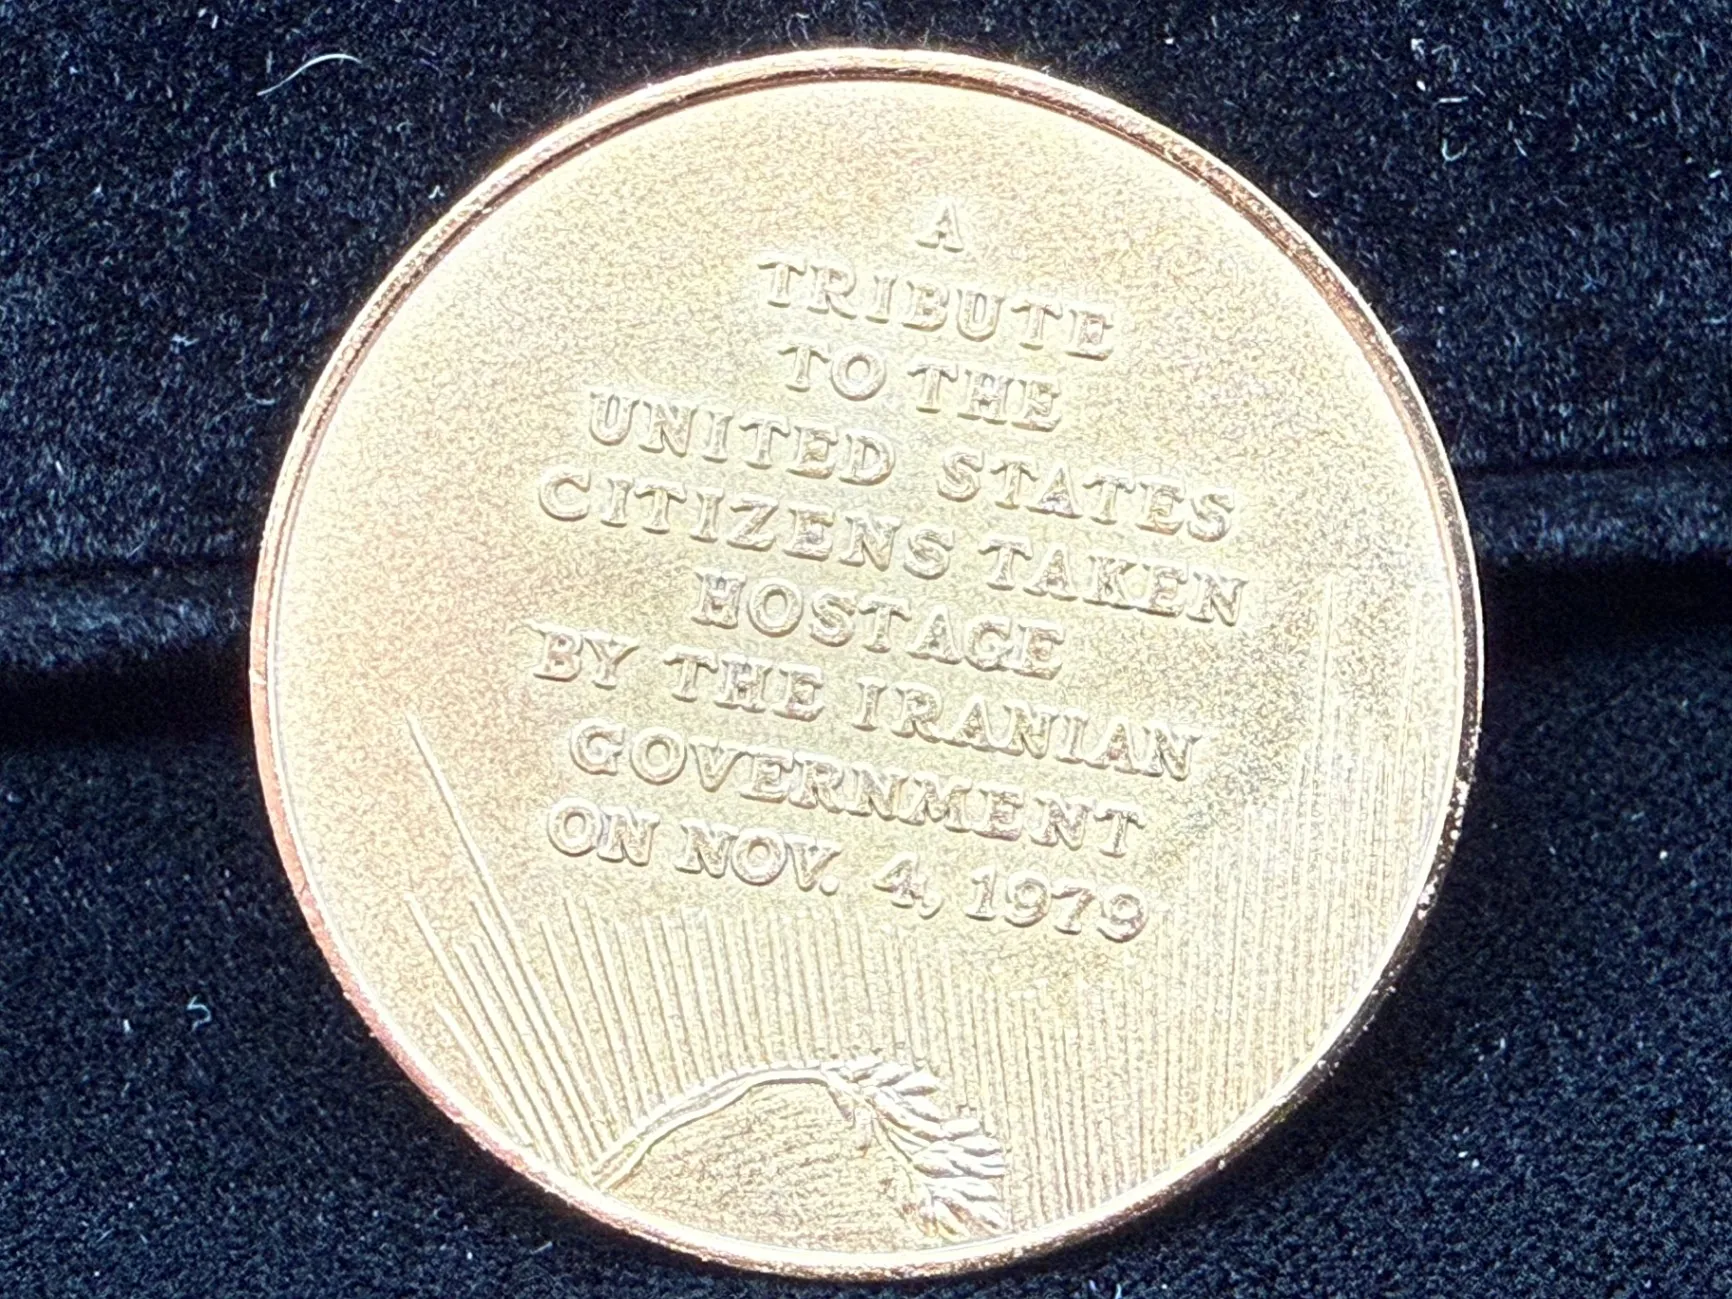 A
TRIBUTE
TO THE
UNITED STATES
CITIZENS TAKEN
HOSTAGE
BY THE IRANIAN
GOVERNMENT
ON NOV. 4, 1979